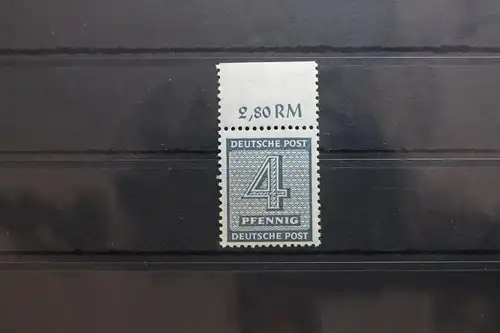 2,80 RM
DEUTSCHE POST
4
PFENNIG
DEUTSCHE POST